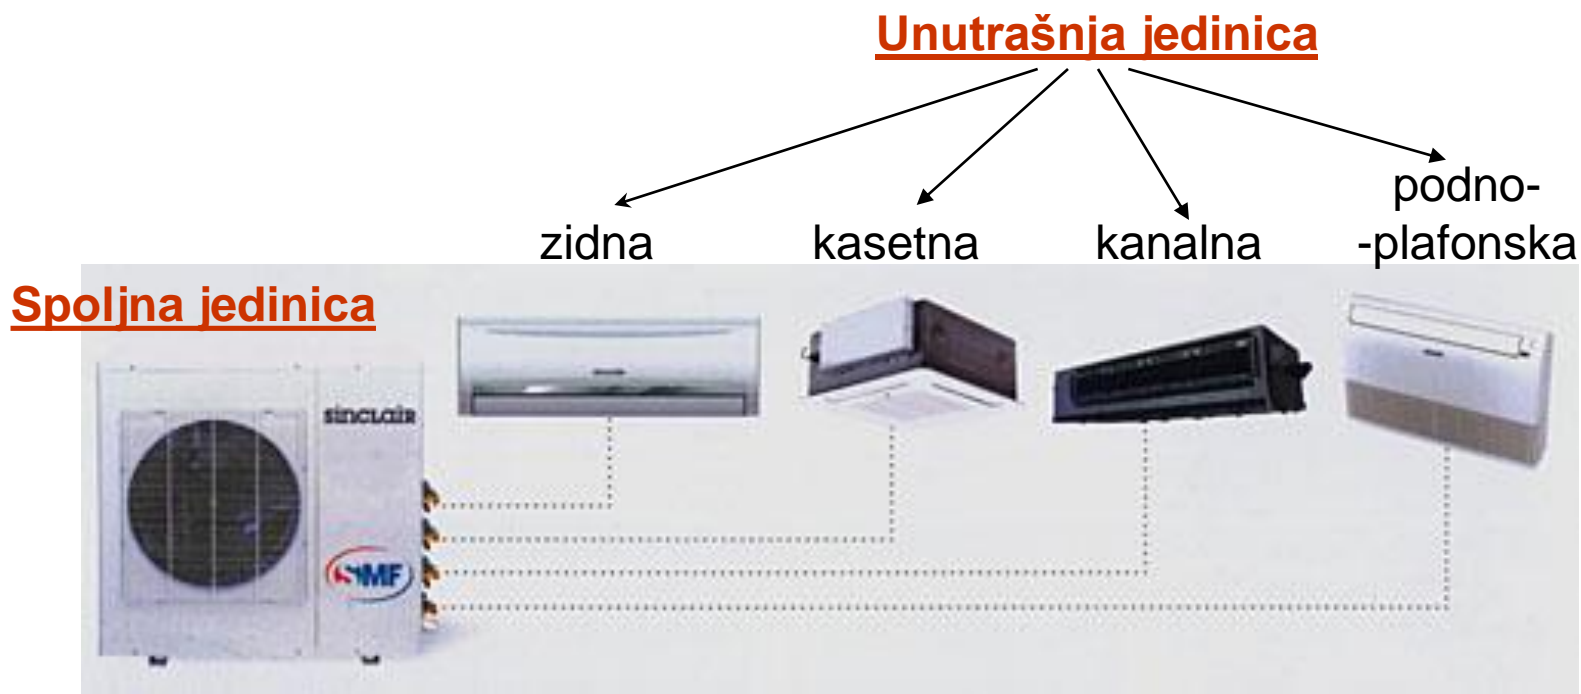 Unutrašnja jedinica
podno-
zidna kasetna kanalna -plafonska
Spoljna jedinica
sinclair
SMF